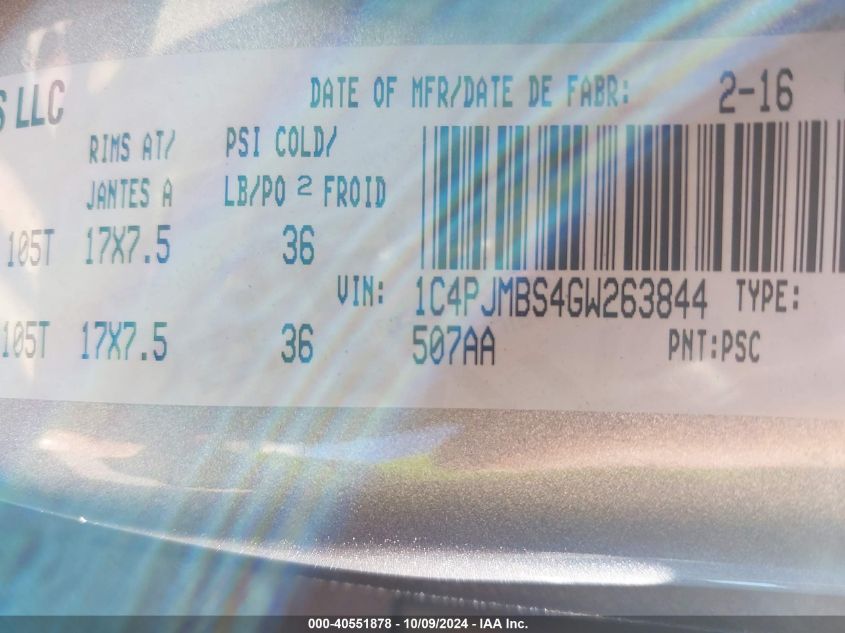 S LLC
DATE OF MFR/DATE DE FABR: 2-16
RIMS AT/ PSI COLD/
JANTES A LB/PO 2 FROID
105T 17X7.5 36
VIN: 1C4PJMBS4GW263844 TYPE:
105T 17X7.5 36 507AA PNT:PSC
000-40551878 - 10/09/2024 - IAA Inc.